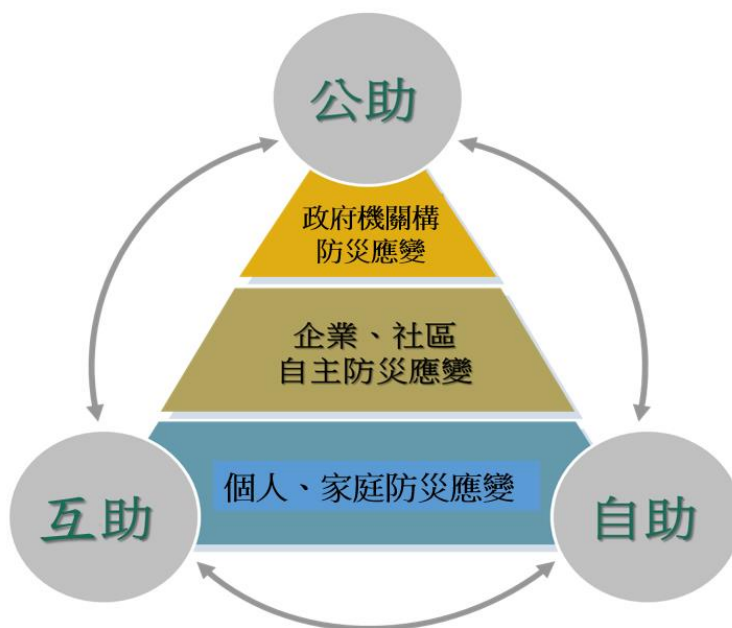 公助
政府機關構
防災應變
企業、社區
自主防災應變
個人、家庭防災應變
互助
自助